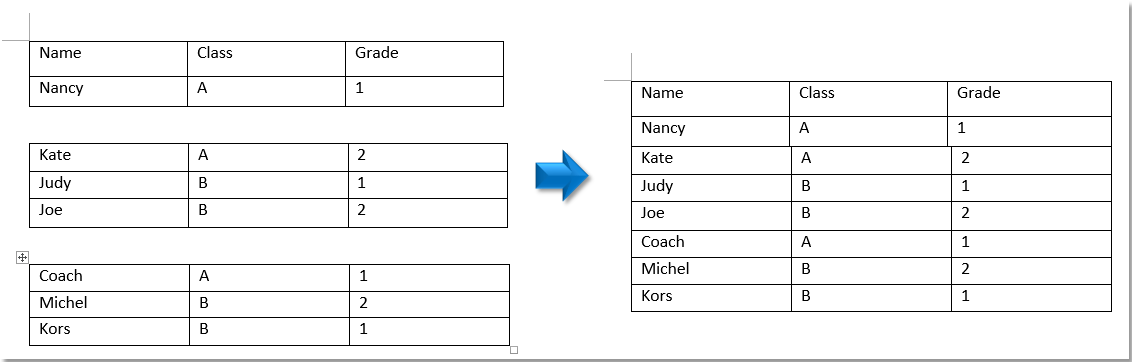 Name Class Grade
Nancy A 1
Kate A 2
Judy B 1
Joe B 2
Coach A 1
Michel B 2
Kors B 1
Name Class Grade
Nancy A 1
Kate A 2
Judy B 1
Joe B 2
Coach A 1
Michel B 2
Kors B 1